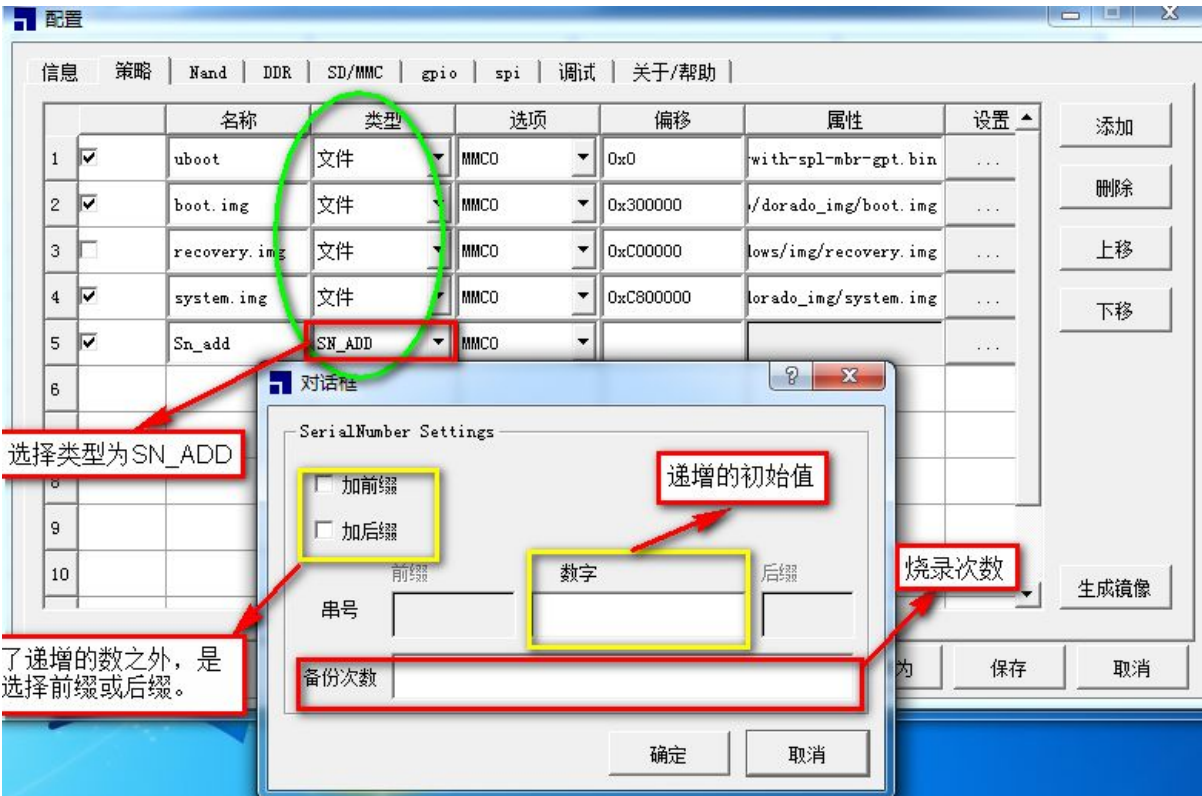 配置
信息 策略 Nand DDR SD/MMC gpio spi 调试 关于/帮助
名称 类型 选项 偏移 属性 设置
1 uboot 文件 MMC0 0x0 with-spl-mbr-gpt.bin ...
2 boot.img 文件 MMC0 0x300000 /dorado_img/boot.img ...
3 recovery.img 文件 MMC0 0xC00000 lows/img/recovery.img ...
4 system.img 文件 MMC0 0xC800000 lorado_img/system.img ...
5 Sn_add SN_ADD MMC0 ...
6
8
9
10
添加
删除
上移
下移
生成镜像
为 保存 取消
对话框
SerialNumber Settings
加前缀
加后缀
前缀 数字 后缀
串号
备份次数
确定 取消
选择类型为SN_ADD
递增的初始值
烧录次数
了递增的数之外，是
选择前缀或后缀。